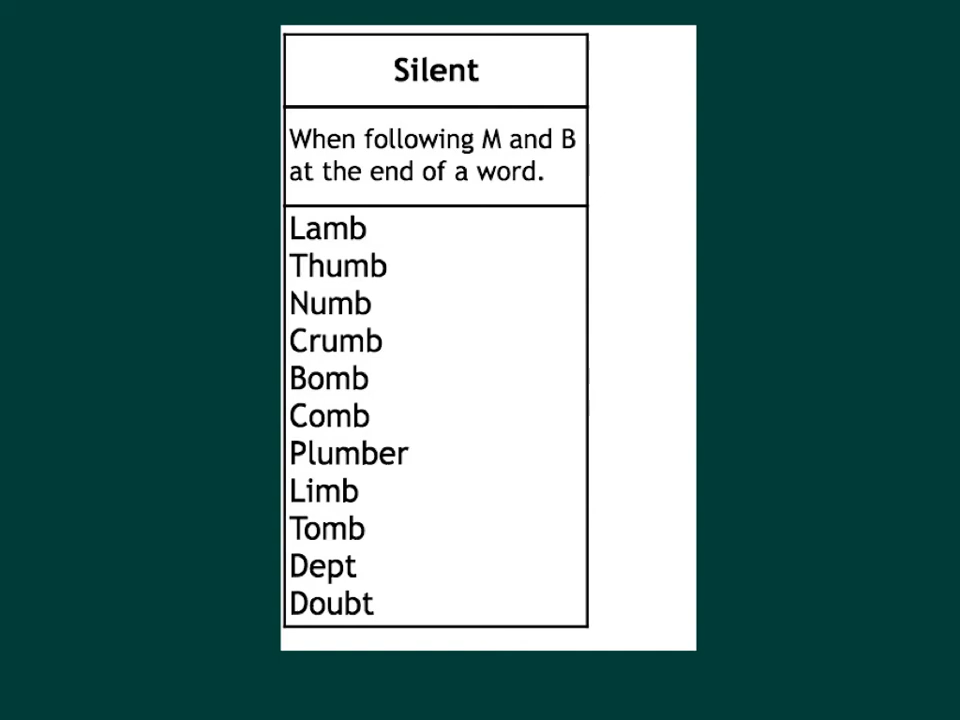 Silent
When following M and B
at the end of a word.
Lamb
Thumb
Numb
Crumb
Bomb
Comb
Plumber
Limb
Tomb
Dept
Doubt